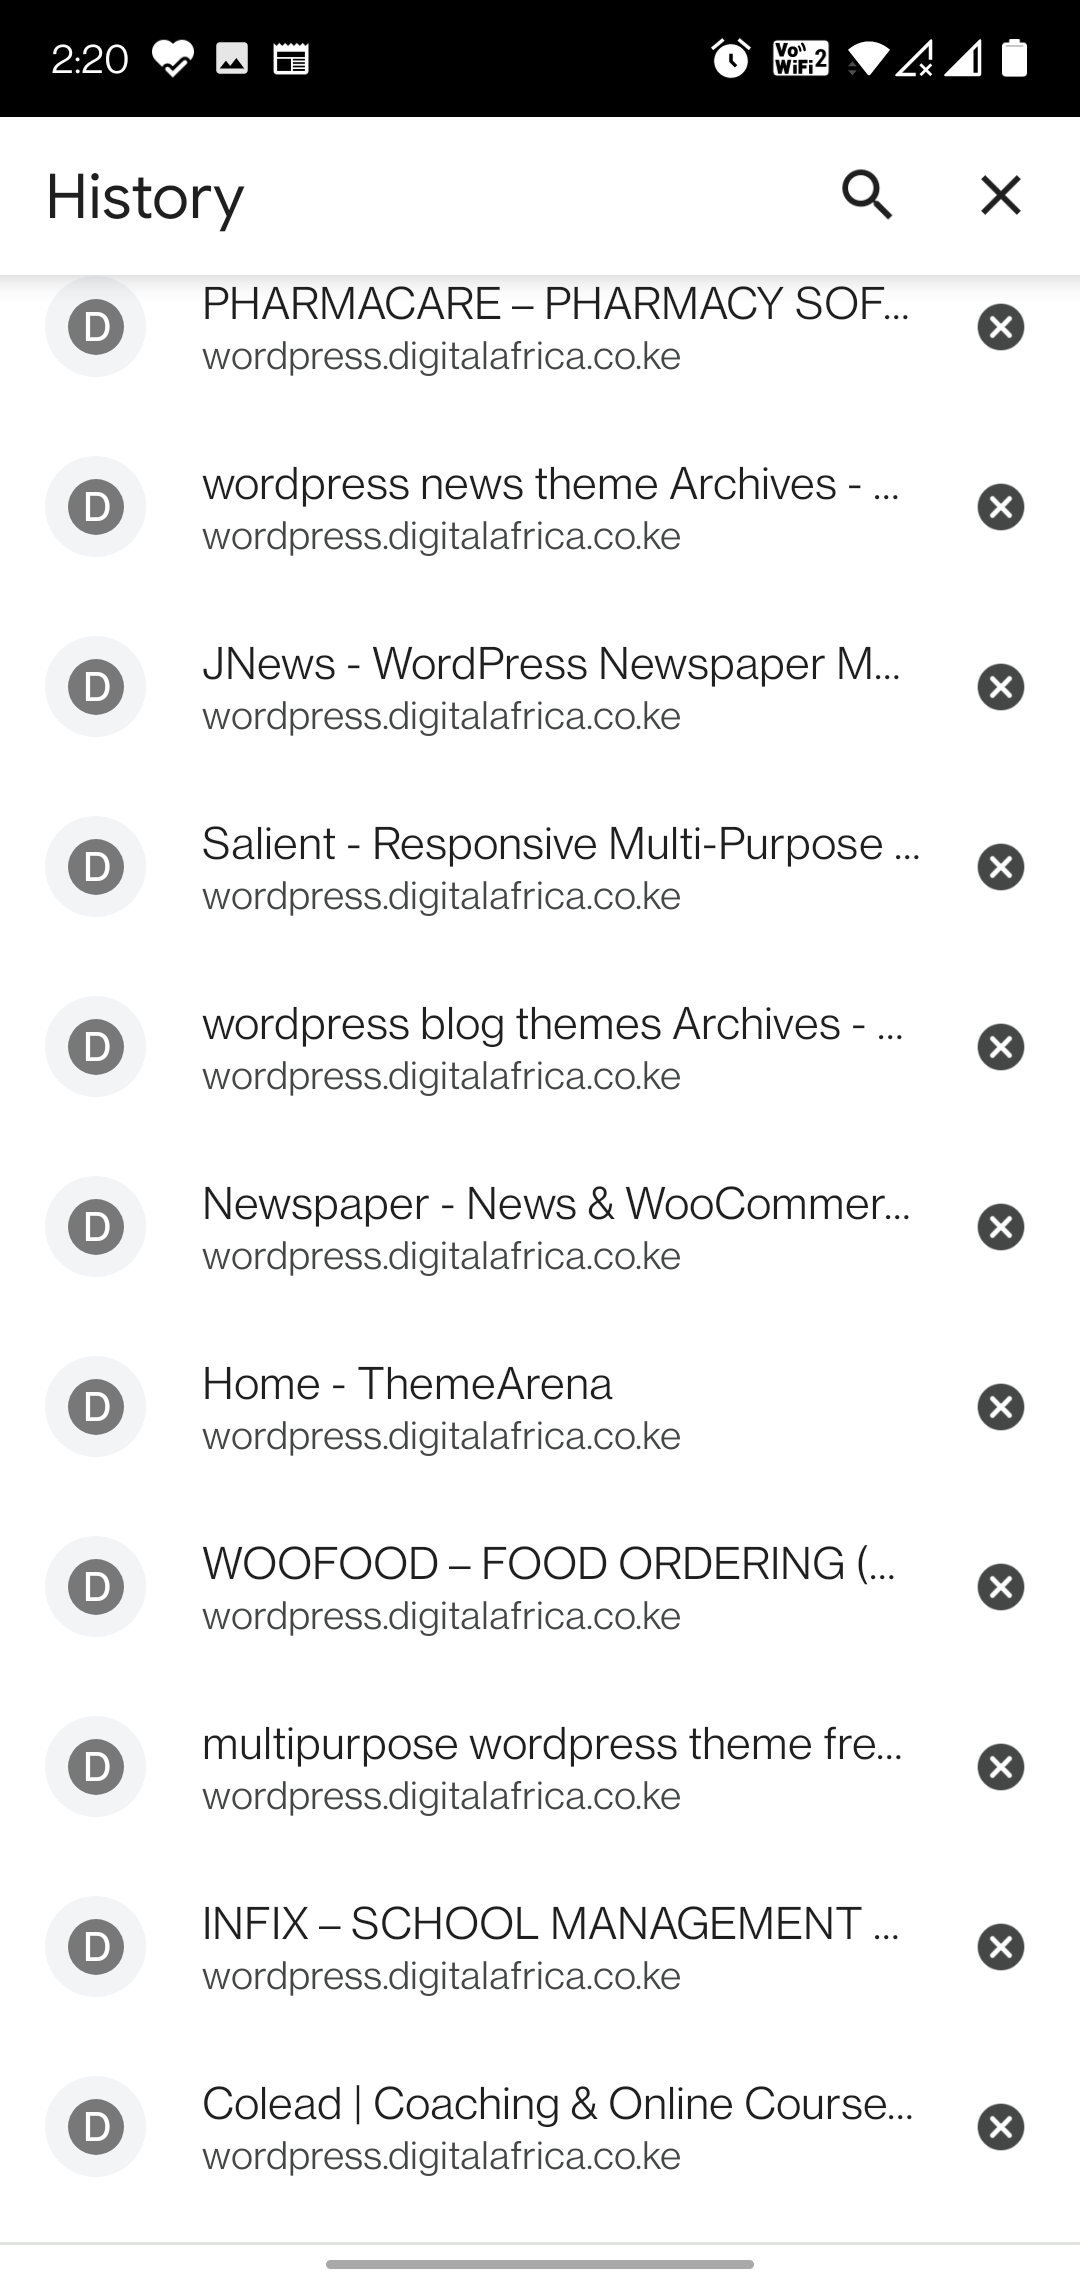 2:20
Vo)) WiFi 2
History
D
PHARMACARE – PHARMACY SOF...
wordpress.digitalafrica.co.ke
D
wordpress news theme Archives - ...
wordpress.digitalafrica.co.ke
D
JNews - WordPress Newspaper M...
wordpress.digitalafrica.co.ke
D
Salient - Responsive Multi-Purpose ...
wordpress.digitalafrica.co.ke
D
wordpress blog themes Archives - ...
wordpress.digitalafrica.co.ke
D
Newspaper - News & WooCommer...
wordpress.digitalafrica.co.ke
D
Home - ThemeArena
wordpress.digitalafrica.co.ke
D
WOOFOOD – FOOD ORDERING (...
wordpress.digitalafrica.co.ke
D
multipurpose wordpress theme fre...
wordpress.digitalafrica.co.ke
D
INFIX – SCHOOL MANAGEMENT ...
wordpress.digitalafrica.co.ke
D
Colead | Coaching & Online Course...
wordpress.digitalafrica.co.ke